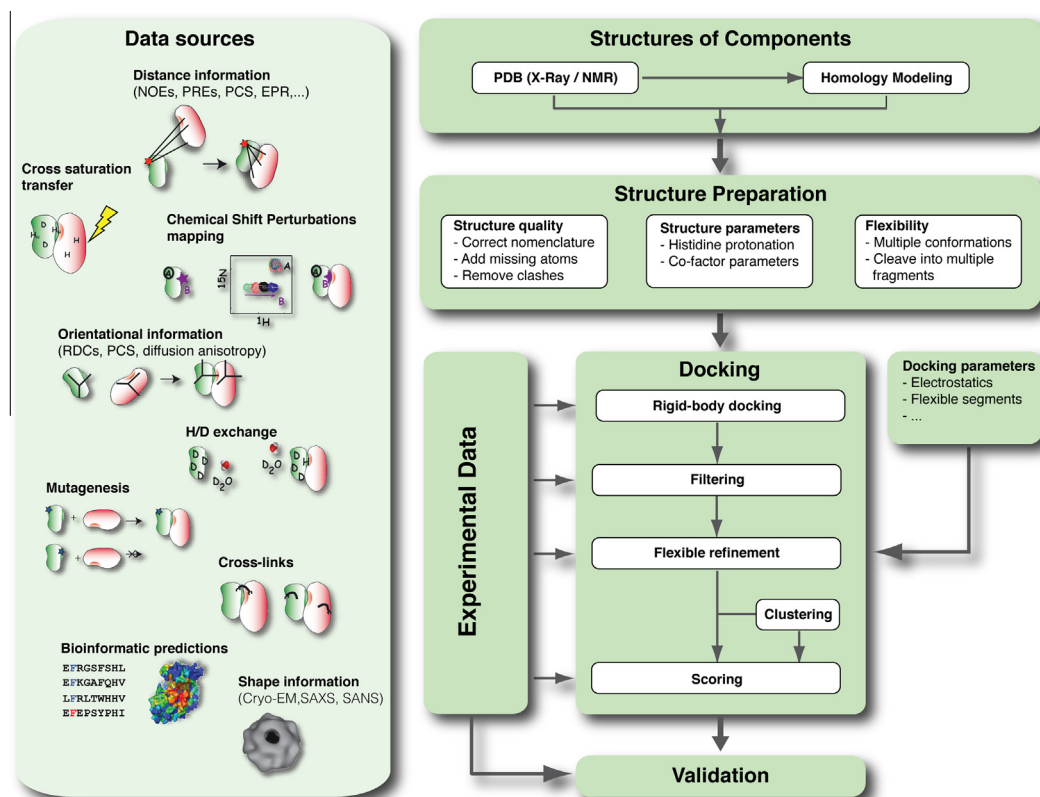 Data sources
Distance information
(NOEs, PREs, PCS, EPR,...)
Cross saturation
transfer
D
H
D
H
D
H
H
Chemical Shift Perturbations
mapping
A
B
15N
A
B
1H
A
B
Orientational information
(RDCs, PCS, diffusion anisotropy)
H/D exchange
D
D
D
D
D2O
D2O
D
D H
D
D
Mutagenesis
+
+
Cross-links
Bioinformatic predictions
EFRGSFSHL
EFKGAFQHV
LFRLTWHHV
EFEPSYPHI
Shape information
(Cryo-EM,SAXS, SANS)
Structures of Components
PDB (X-Ray / NMR)
Homology Modeling
Structure Preparation
Structure quality
- Correct nomenclature
- Add missing atoms
- Remove clashes
Structure parameters
- Histidine protonation
- Co-factor parameters
Flexibility
- Multiple conformations
- Cleave into multiple
fragments
Experimental Data
Docking
Rigid-body docking
Filtering
Flexible refinement
Clustering
Scoring
Docking parameters
- Electrostatics
- Flexible segments
- ...
Validation